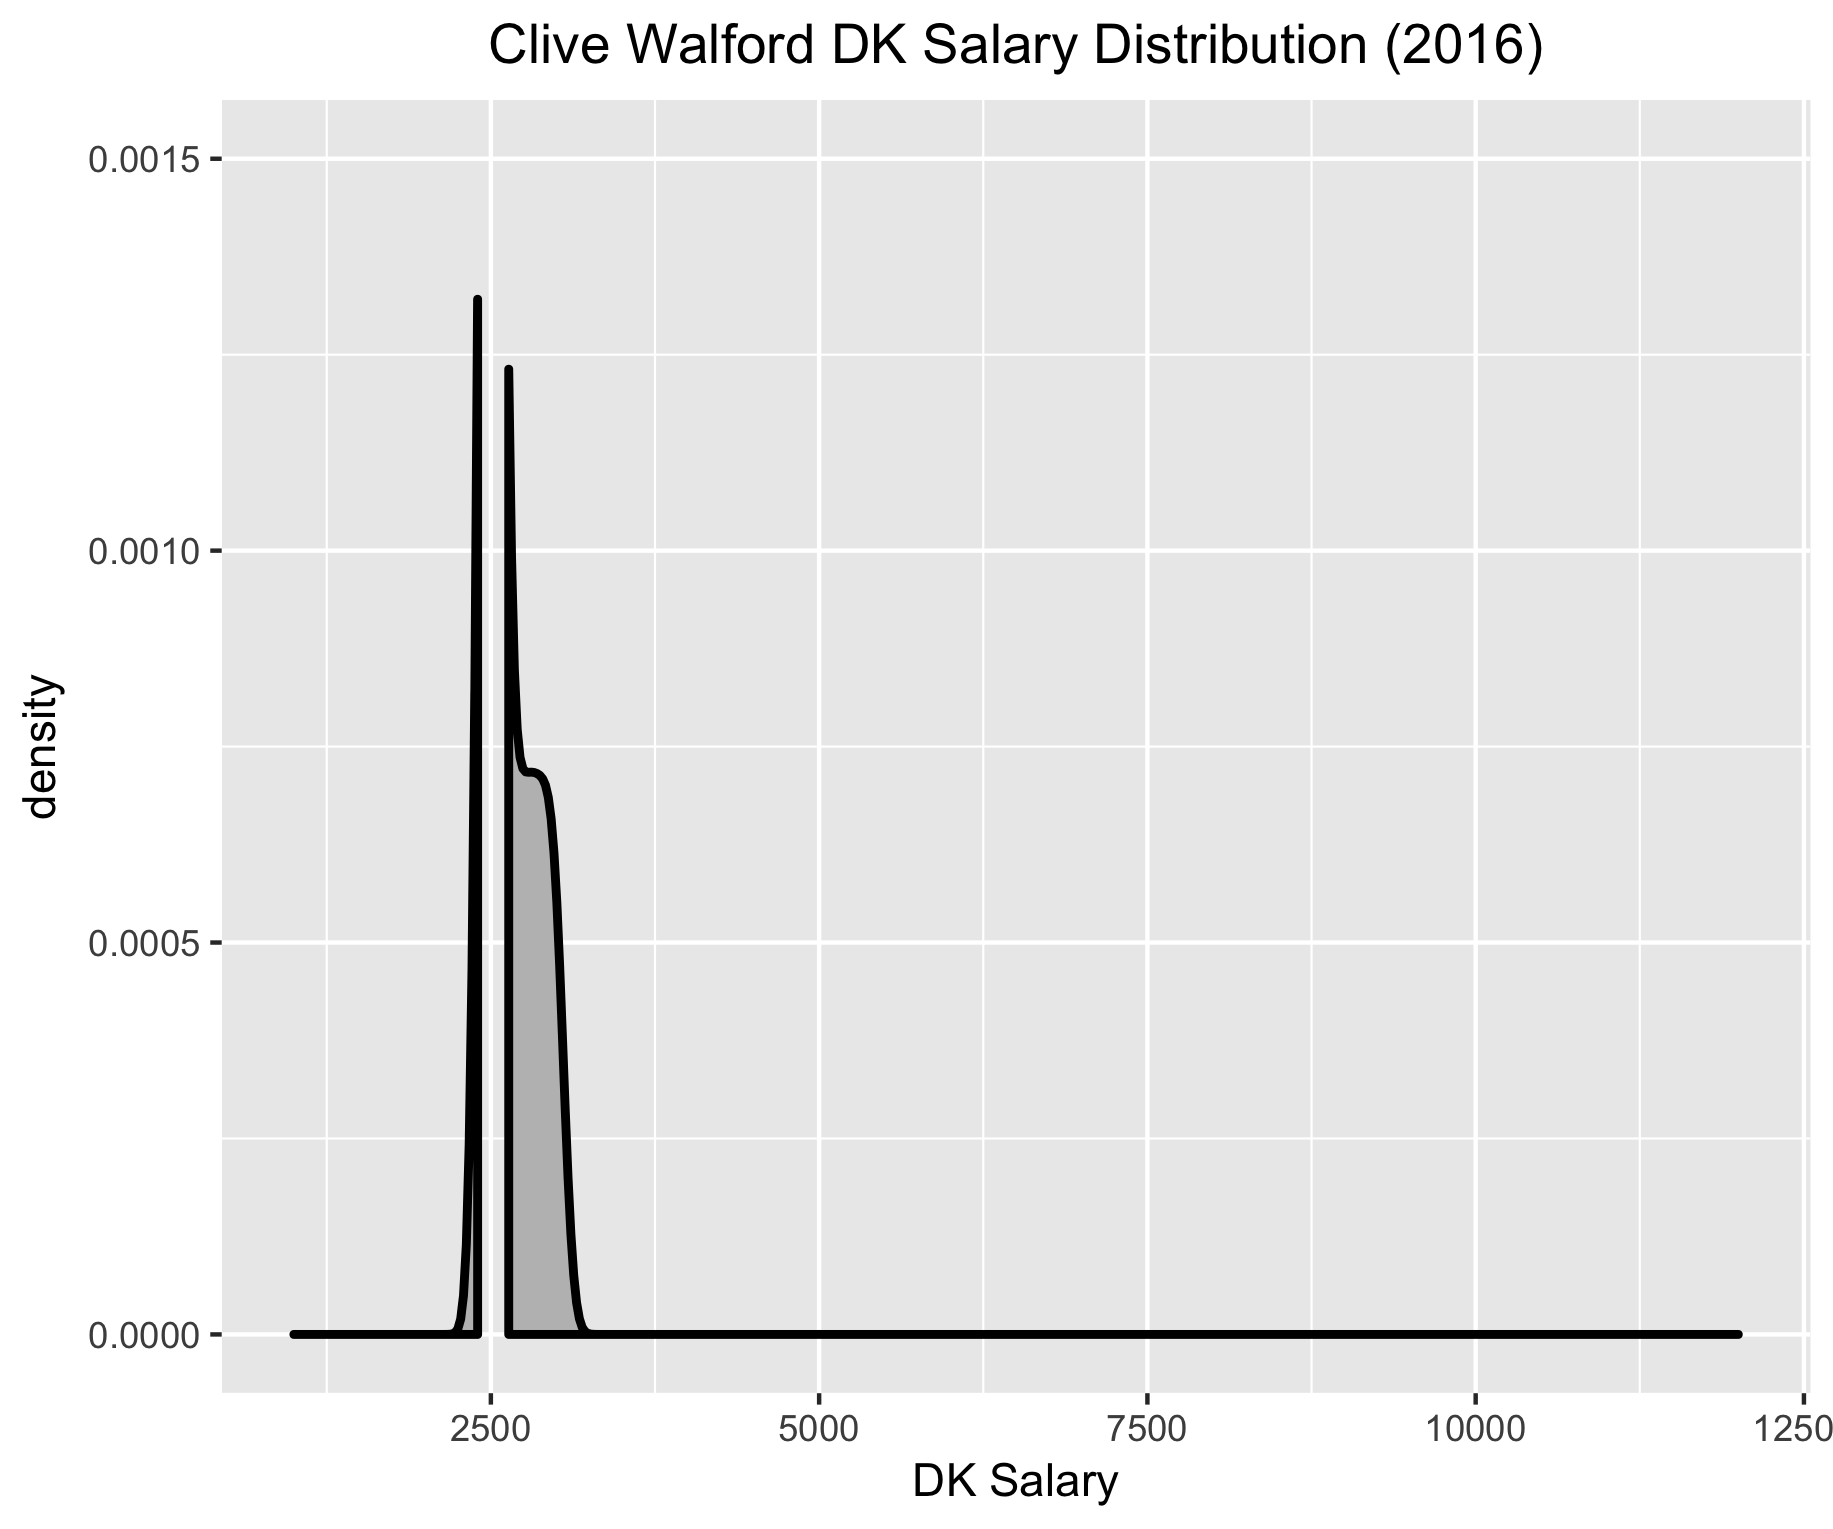 Clive Walford DK Salary Distribution (2016)
0.0015
0.0010
0.0005
0.0000
density
2500 5000 7500 10000 1250
DK Salary